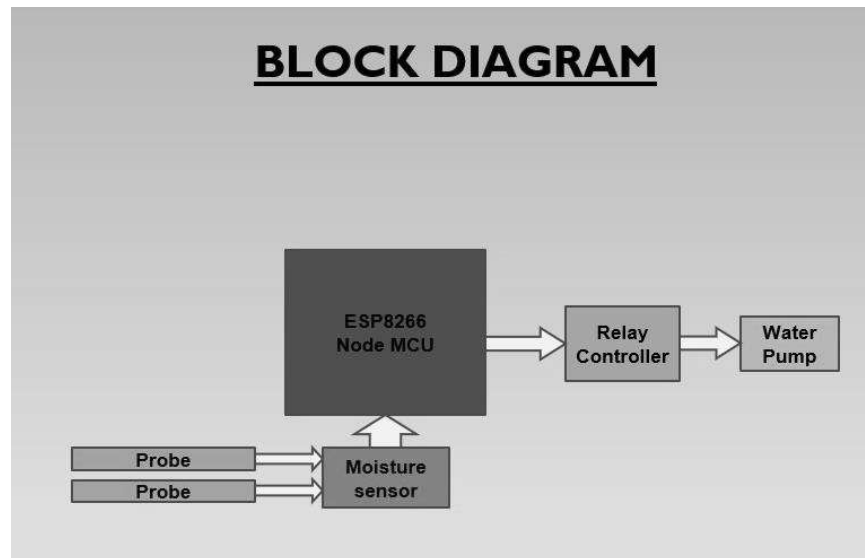 BLOCK DIAGRAM
ESP8266
Node MCU
Relay
Controller
Water
Pump
Probe
Probe
Moisture
sensor